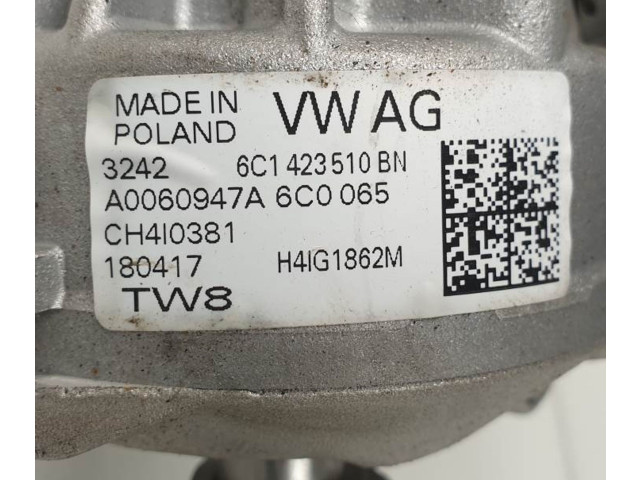 MADE IN VW AG
POLAND
3242 6C1 423 510 BN
A0060947A 6C0 065
CH4I0381
180417 H4IG1862M
TW8